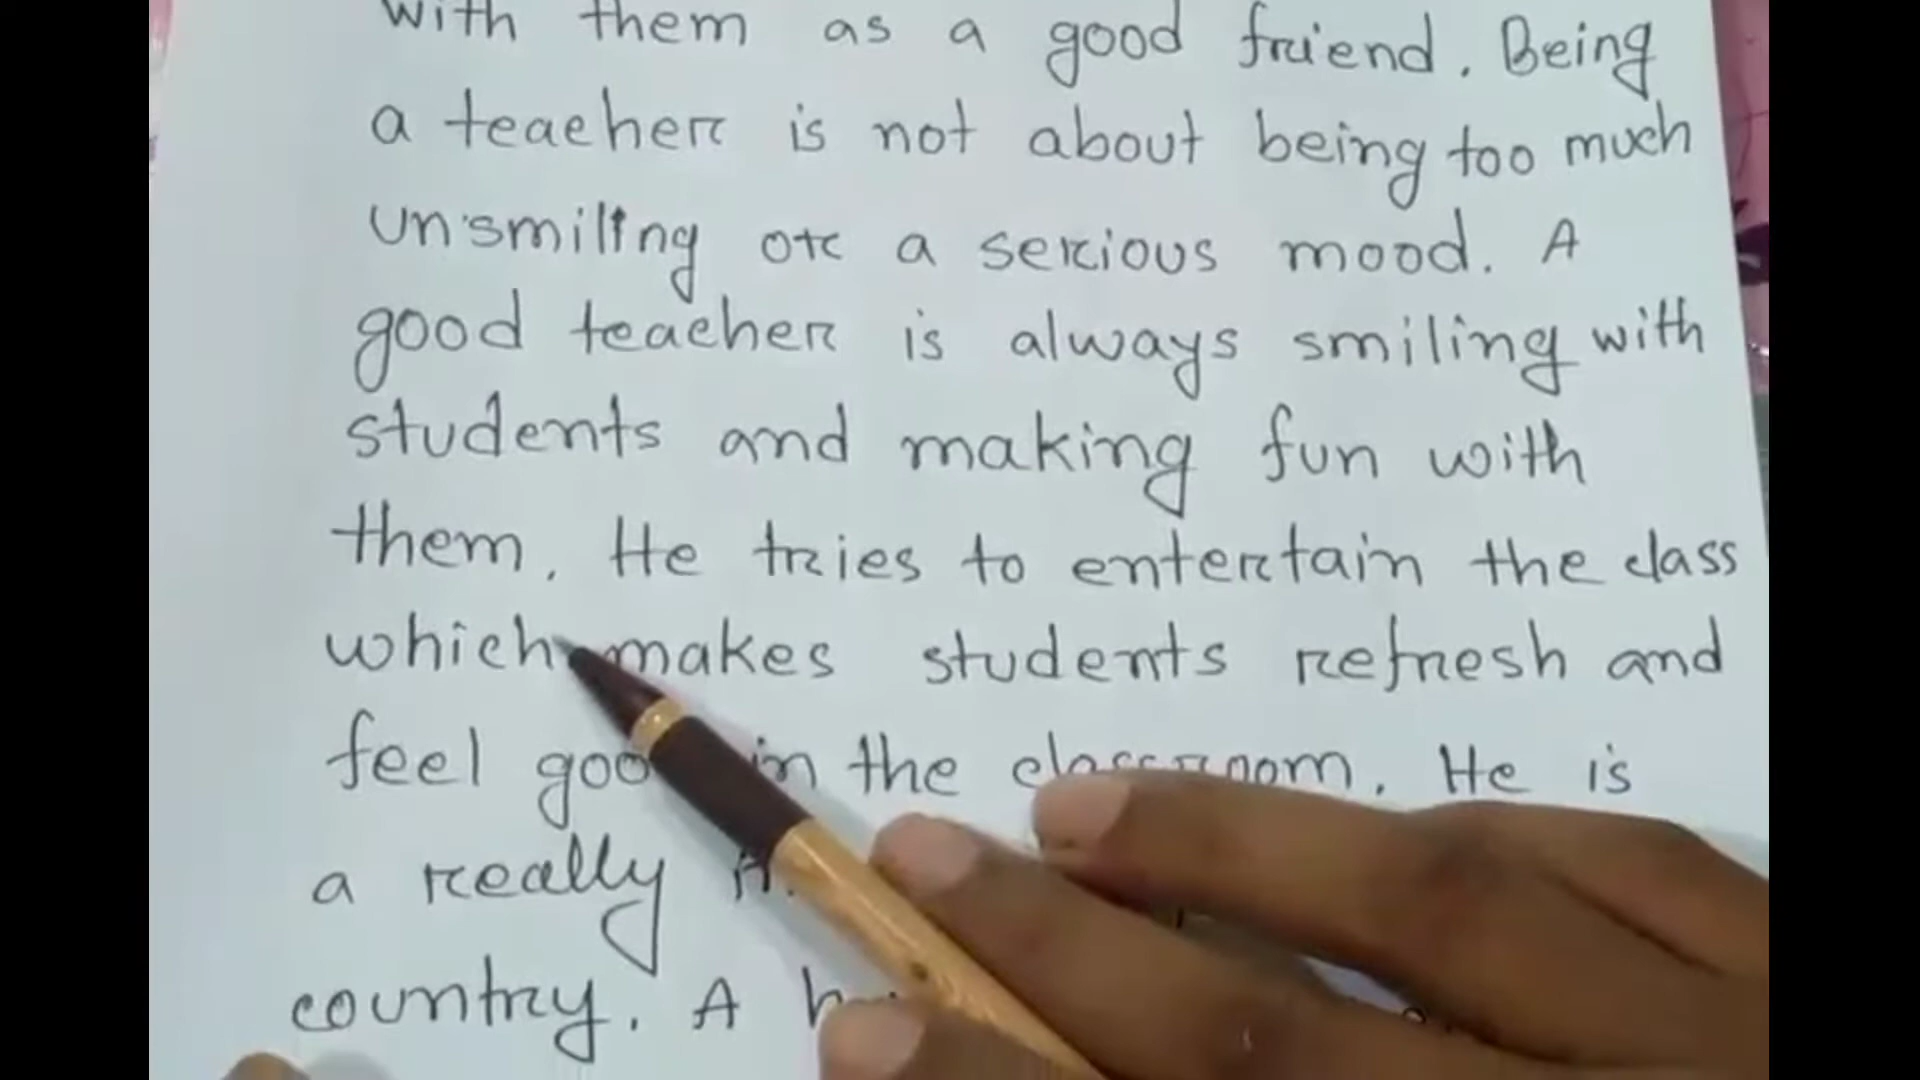 with them as a good friend. Being
a teacher is not about being too much
unsmiling or a serious mood. A
good teacher is always smiling with
students and making fun with
them. He tries to entertain the class
which makes students refresh and
feel good in the classroom. He is
a really
country. A